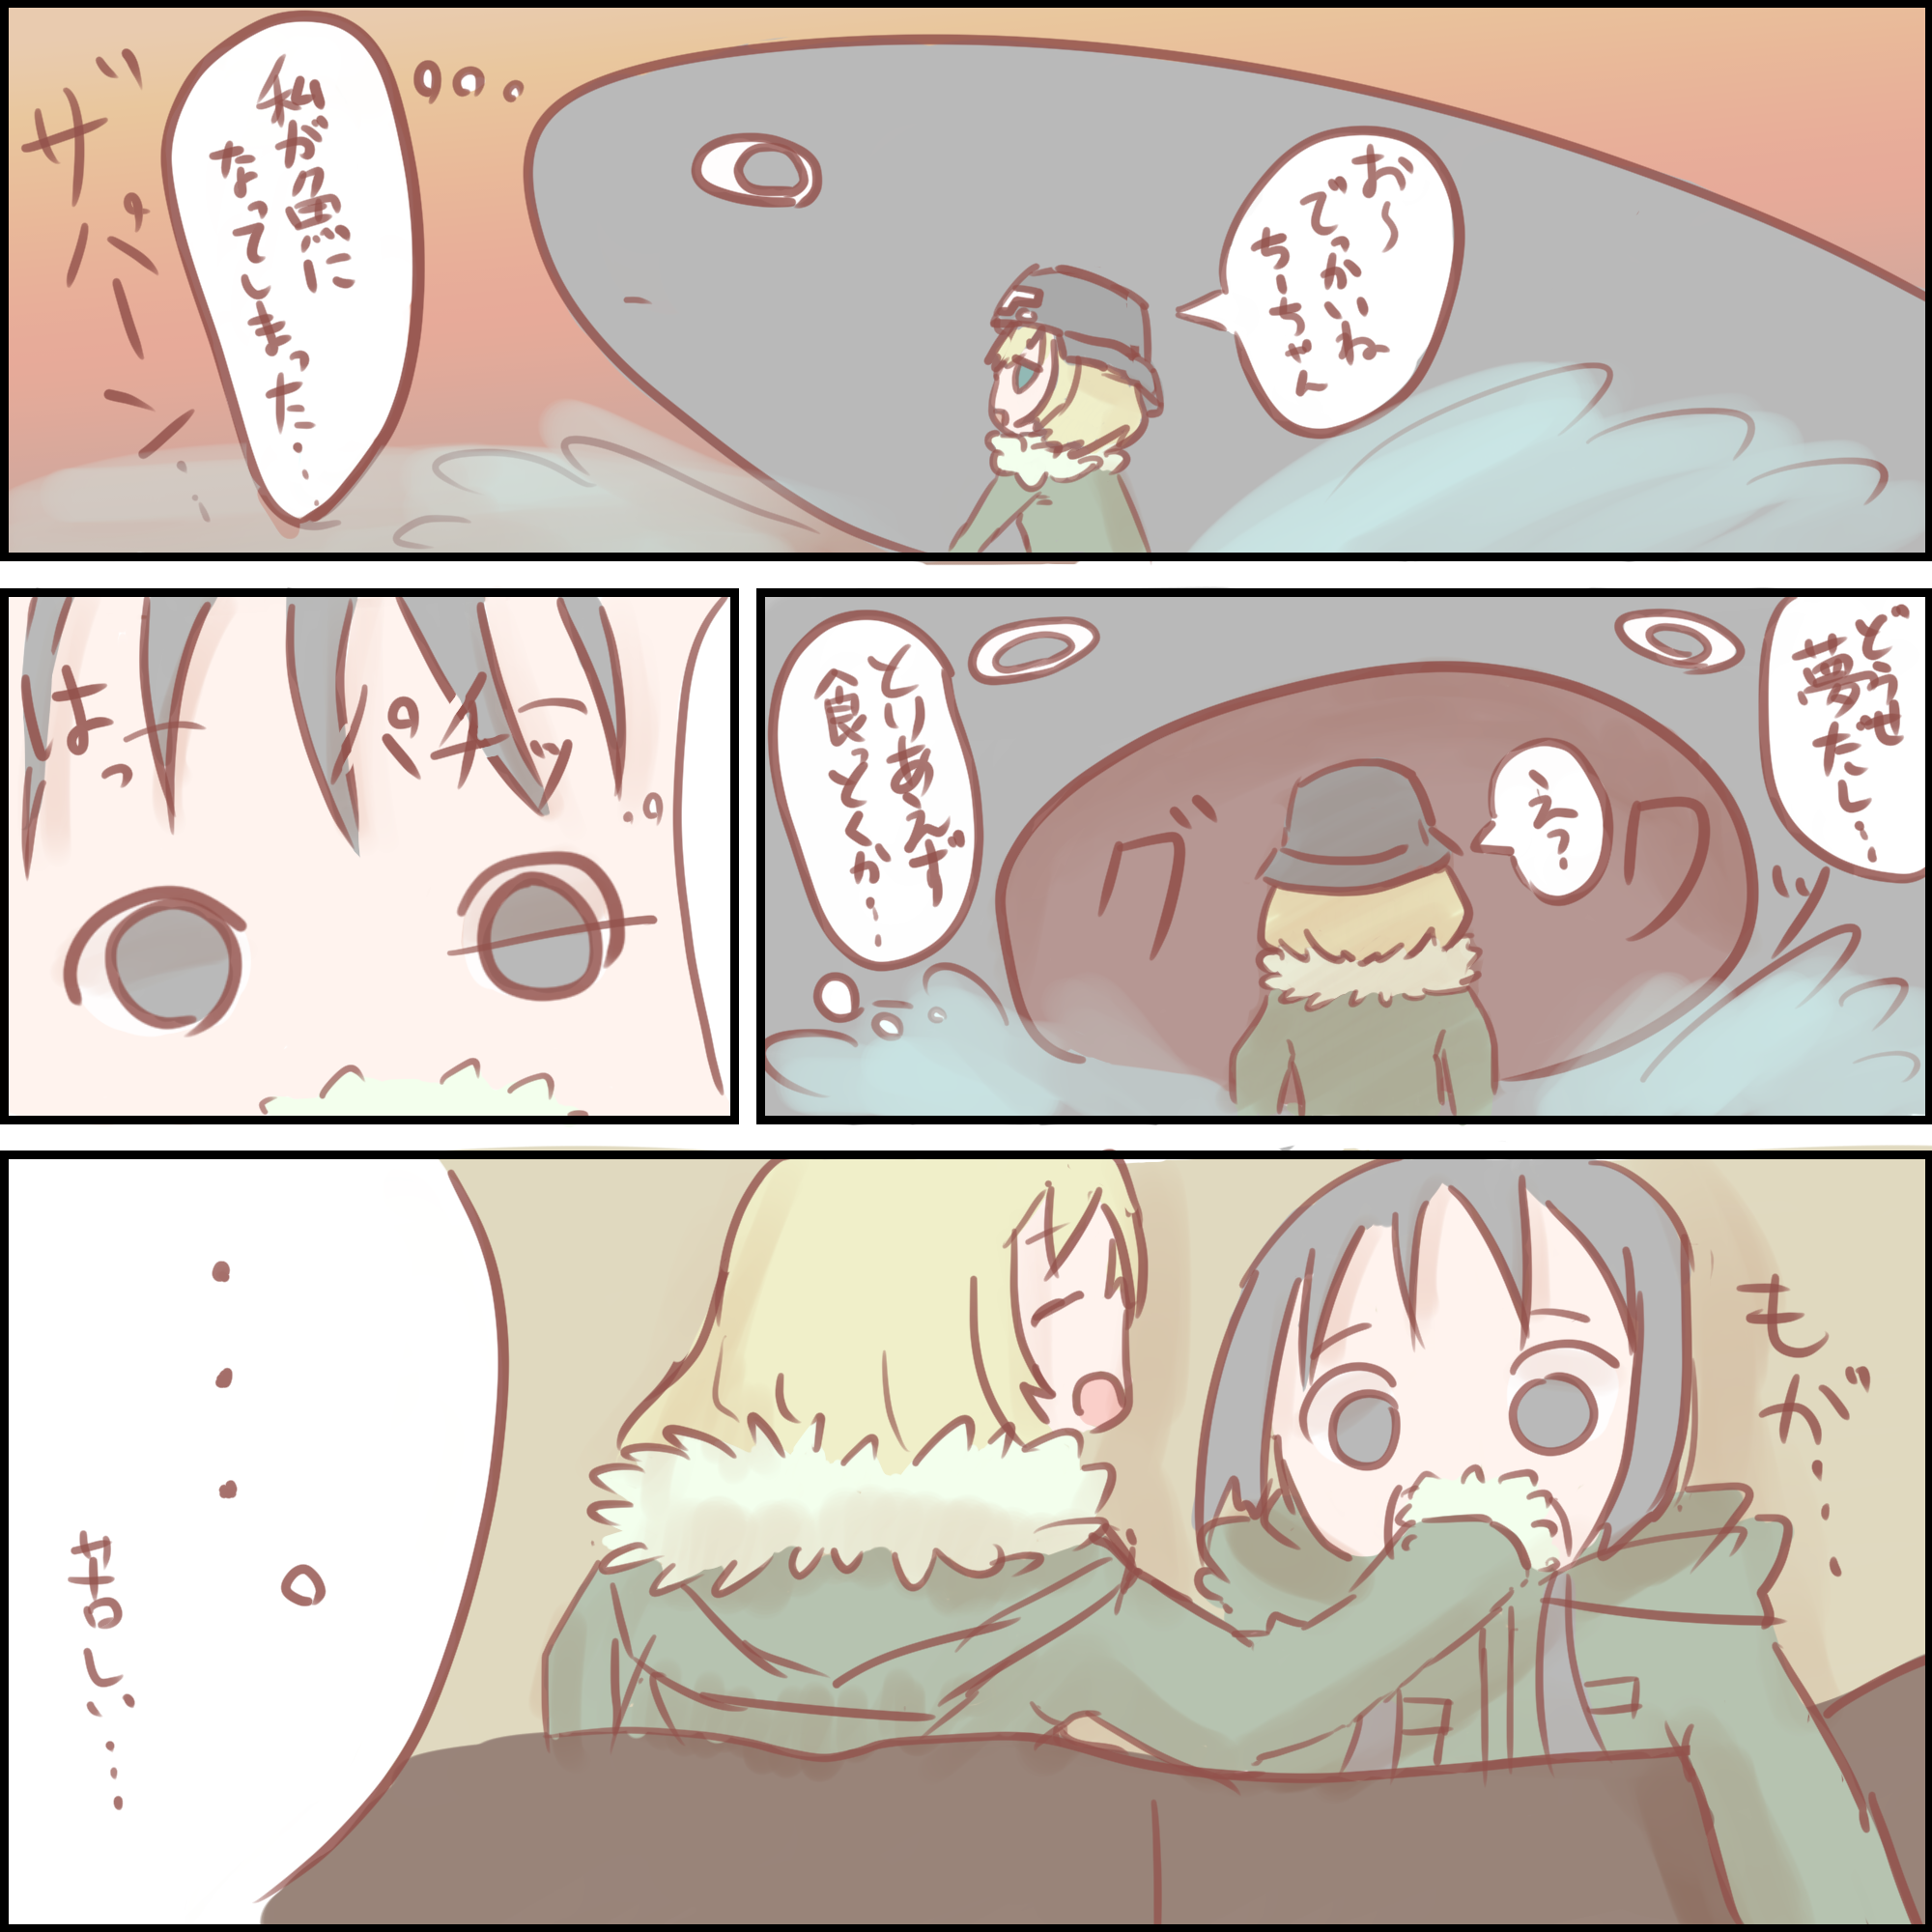 お〜
でっかいね
ちーちゃん
私が魚に
なってしまった……
ザパーン
どうせ
夢だし…
えっ?
グワッ
とりあえず
食っとくか…
パチッ
はっ
もが…
・・・。
苦し…